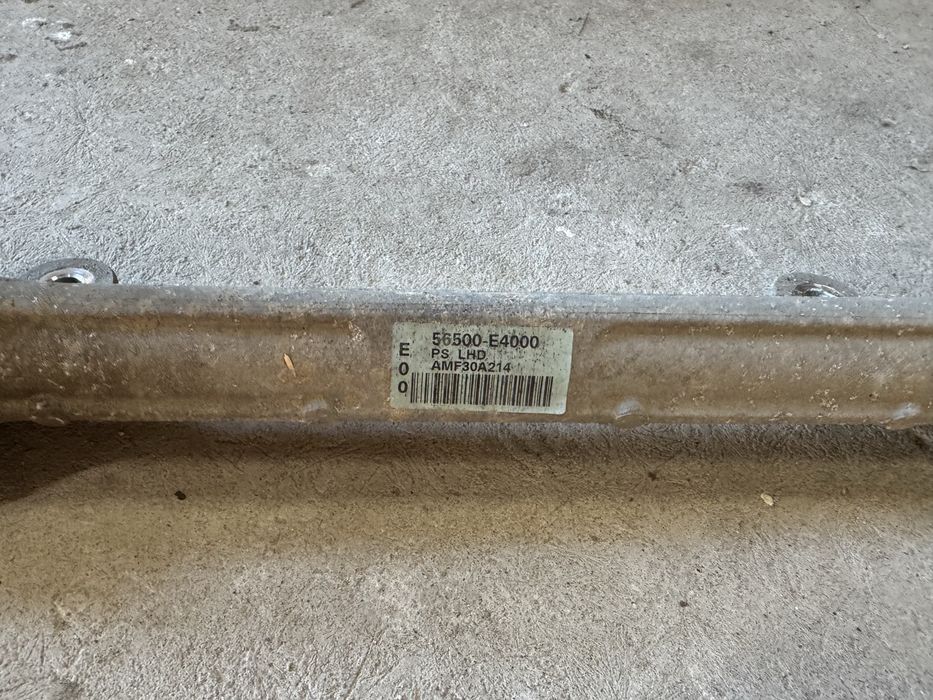 56500-E4000
PS LHD
AMF30A214
E
0
0